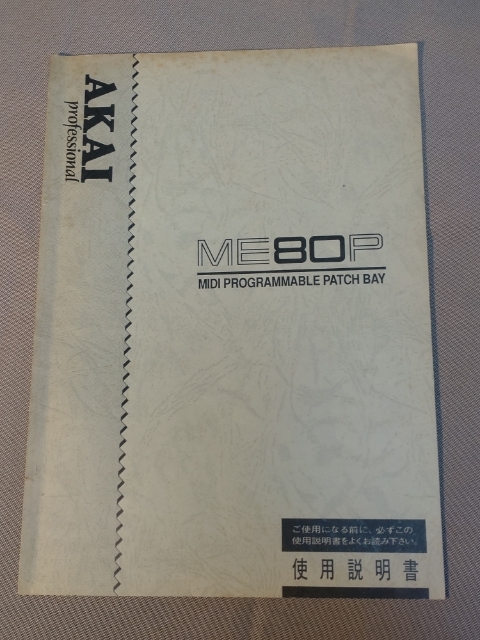 AKAI
professional
ME80P
MIDI PROGRAMMABLE PATCH BAY
ご使用になる前に、必ずこの
使用説明書をよくお読み下さい。
使用説明書